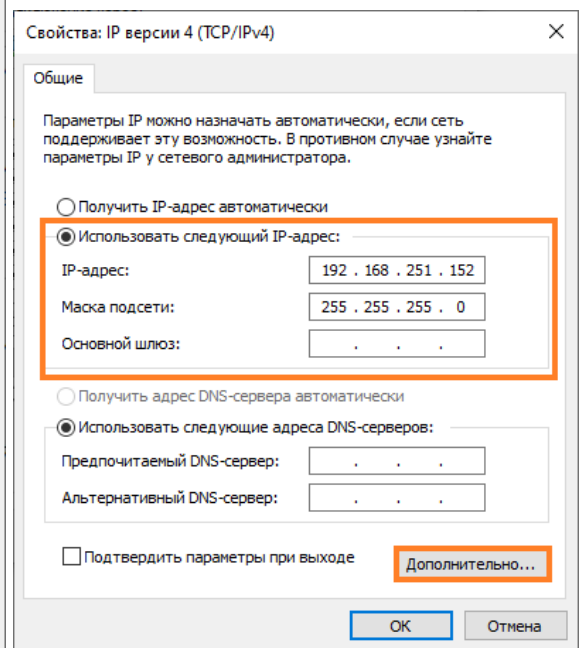 Свойства: IP версии 4 (TCP/IPv4)
Общие
Параметры IP можно назначать автоматически, если сеть
поддерживает эту возможность. В противном случае узнайте
параметры IP у сетевого администратора.
Получить IP-адрес автоматически
Использовать следующий IP-адрес:
IP-адрес: 192 . 168 . 251 . 152
Маска подсети: 255 . 255 . 255 . 0
Основной шлюз: . . .
Получить адрес DNS-сервера автоматически
Использовать следующие адреса DNS-серверов:
Предпочитаемый DNS-сервер: . . .
Альтернативный DNS-сервер: . . .
Подтвердить параметры при выходе
Дополнительно...
ОК Отмена